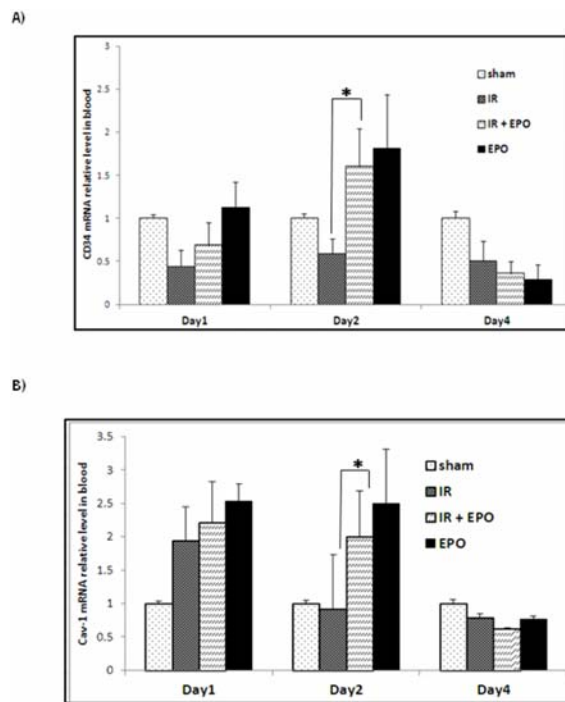 A)
CD34 mRNA relative level in blood
3
2.5
2
1.5
1
0.5
0
*
sham
IR
IR + EPO
EPO
Day1 Day2 Day4
B)
Cav-1 mRNA relative level in blood
3.5
3
2.5
2
1.5
1
0.5
0
*
sham
IR
IR + EPO
EPO
Day1 Day2 Day4